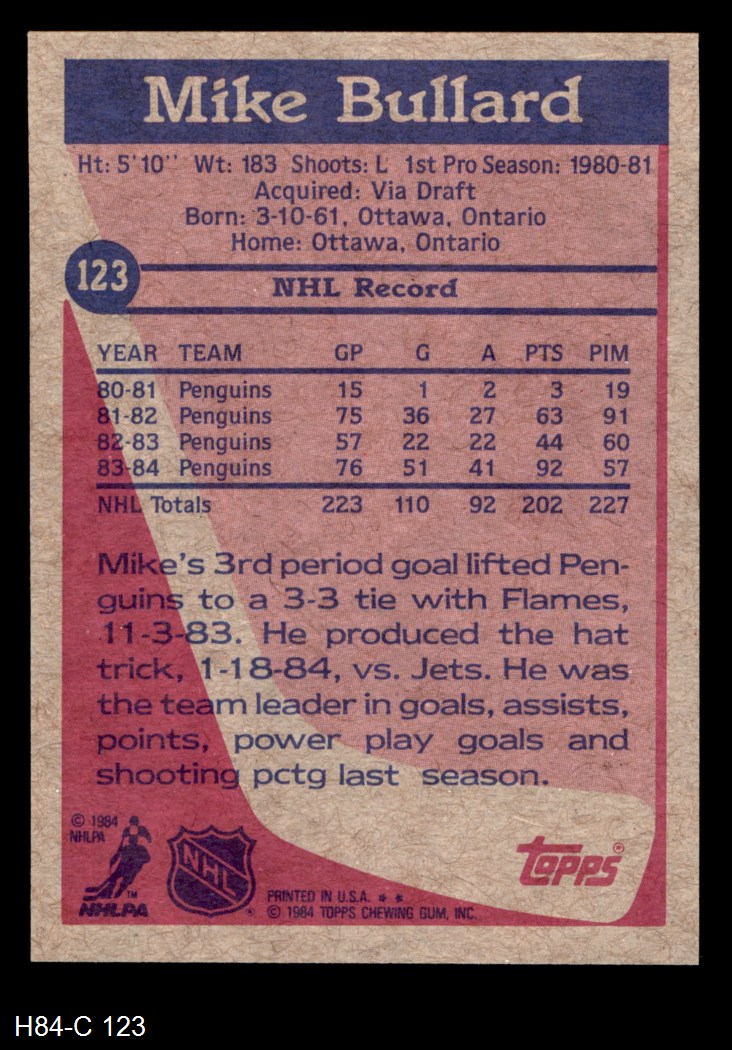 Mike Bullard
Ht: 5'10'' Wt: 183 Shoots: L 1st Pro Season: 1980-81
Acquired: Via Draft
Born: 3-10-61, Ottawa, Ontario
Home: Ottawa, Ontario
123
NHL Record
YEAR TEAM GP G A PTS PIM
80-81 Penguins 15 1 2 3 19
81-82 Penguins 75 36 27 63 91
82-83 Penguins 57 22 22 44 60
83-84 Penguins 76 51 41 92 57
NHL Totals 223 110 92 202 227
Mike's 3rd period goal lifted Pen-
guins to a 3-3 tie with Flames,
11-3-83. He produced the hat
trick, 1-18-84, vs. Jets. He was
the team leader in goals, assists,
points, power play goals and
shooting pctg last season.
© 1984
NHLPA
TM
NHLPA
NHL
®
PRINTED IN U.S.A. **
© 1984 TOPPS CHEWING GUM, INC.
topps®
H84-C 123